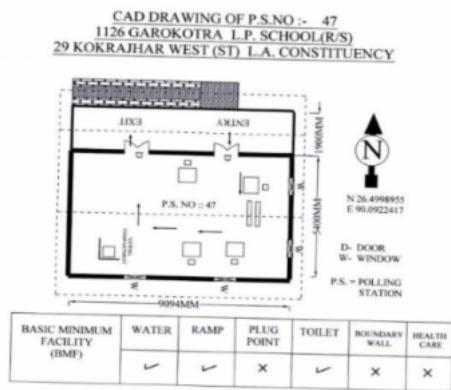 CAD DRAWING OF P.S.NO :- 47
1126 GAROKOTRA L.P. SCHOOL(R/S)
29 KOKRAJHAR WEST (ST) L.A. CONSTITUENCY
EXIT
ENTRY
1900MM
N
P.S. NO :: 47
W
W
5400MM
N 26.4998955
E 90.0922417
D- DOOR
W- WINDOW
P.S. = POLLING
STATION
W
W
9094MM
BASIC MINIMUM
FACILITY
(BMF)
WATER
RAMP
PLUG
POINT
TOILET
BOUNDARY
WALL
HEALTH
CARE
✓ ✓ × ✓ × ×